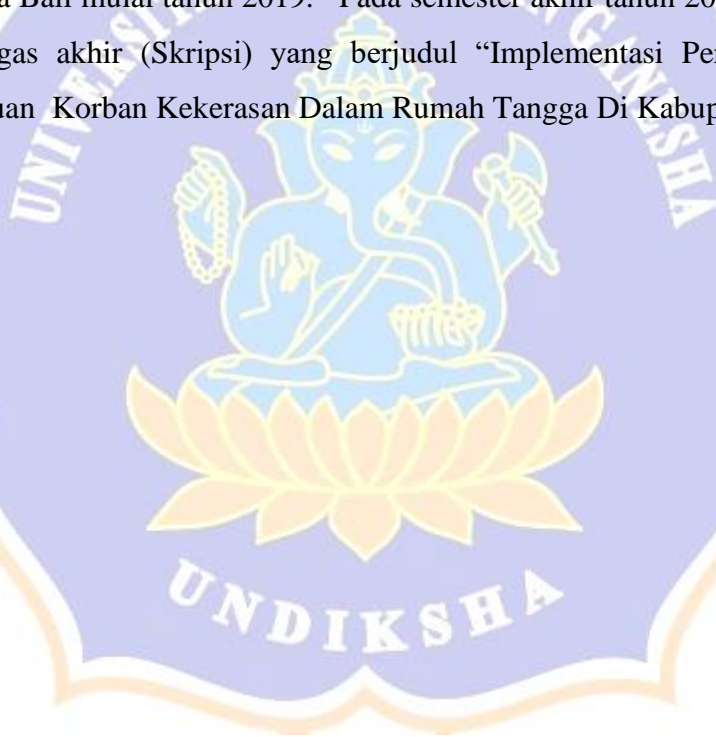 a Bali mulai tahun 2019. Pada semester akhir tahun 20
gas akhir (Skripsi) yang berjudul “Implementasi Per
uan Korban Kekerasan Dalam Rumah Tangga Di Kabup
UNDIKSHA